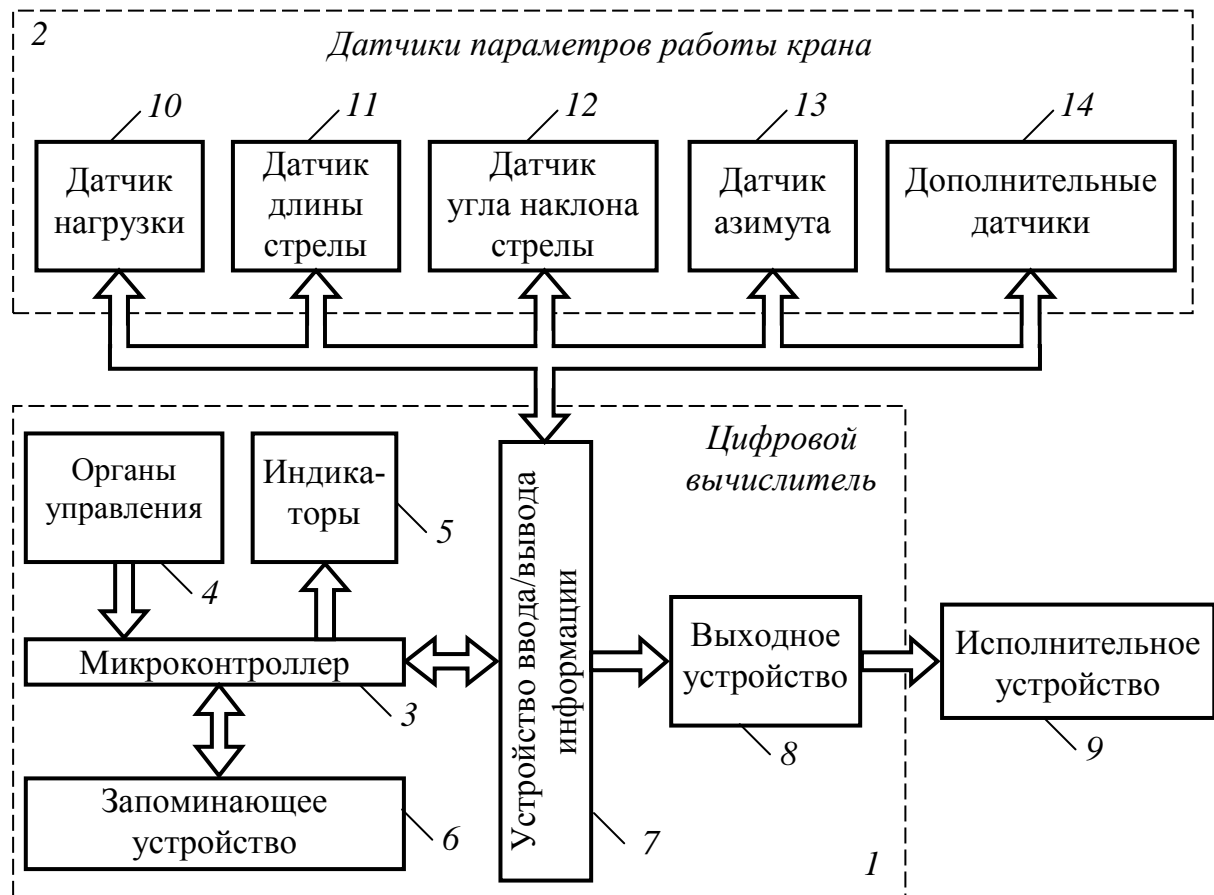 2
Датчики параметров работы крана
10
11
12
13
14
Датчик
нагрузки
Датчик
длины
стрелы
Датчик
угла наклона
стрелы
Датчик
азимута
Дополнительные
датчики
Цифровой
вычислитель
Органы
управления
4
Индика-
торы
5
Микроконтроллер
3
Запоминающее
устройство
6
Устройство ввода/вывода
информации
7
Выходное
устройство
8
Исполнительное
устройство
9
1